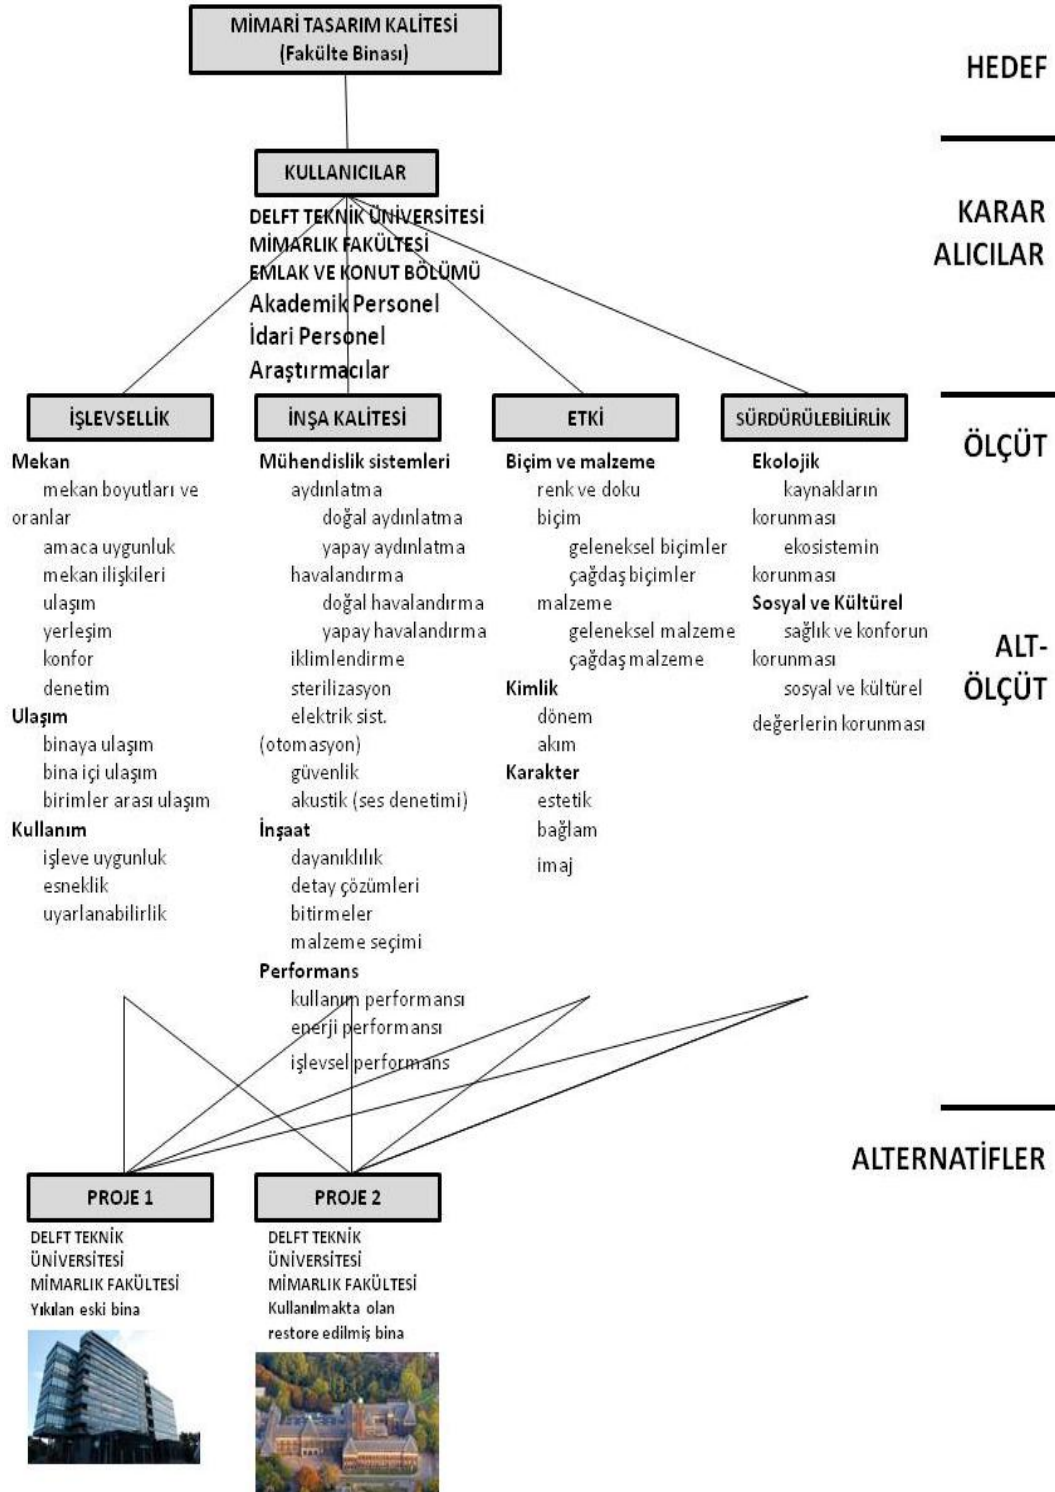 MİMARİ TASARIM KALİTESİ
(Fakülte Binası)
HEDEF
KULLANICILAR
DELFT TEKNİK ÜNİVERSİTESİ
MİMARLIK FAKÜLTESİ
EMLAK VE KONUT BÖLÜMÜ
Akademik Personel
İdari Personel
Araştırmacılar
KARAR
ALICILAR
İŞLEVSELLİK
Mekan
mekan boyutları ve
oranlar
amaca uygunluk
mekan ilişkileri
ulaşım
yerleşim
konfor
denetim
Ulaşım
binaya ulaşım
bina içi ulaşım
birimler arası ulaşım
Kullanım
işleve uygunluk
esneklik
uyarlanabilirlik
İNŞA KALİTESİ
Mühendislik sistemleri
aydınlatma
doğal aydınlatma
yapay aydınlatma
havalandırma
doğal havalandırma
yapay havalandırma
iklimlendirme
sterilizasyon
elektrik sist.
(otomasyon)
güvenlik
akustik (ses denetimi)
İnşaat
dayanıklılık
detay çözümleri
bitirmeler
malzeme seçimi
Performans
kullanım performansı
enerji performansı
işlevsel performans
ETKİ
Biçim ve malzeme
renk ve doku
biçim
geleneksel biçimler
çağdaş biçimler
malzeme
geleneksel malzeme
çağdaş malzeme
Kimlik
dönem
akım
Karakter
estetik
bağlam
imaj
SÜRDÜRÜLEBİLİRLİK
Ekolojik
kaynakların
korunması
ekosistemin
korunması
Sosyal ve Kültürel
sağlık ve konforun
korunması
sosyal ve kültürel
değerlerin korunması
ÖLÇÜT
ALT-
ÖLÇÜT
ALTERNATİFLER
PROJE 1
DELFT TEKNİK
ÜNİVERSİTESİ
MİMARLIK FAKÜLTESİ
Yıkılan eski bina
PROJE 2
DELFT TEKNİK
ÜNİVERSİTESİ
MİMARLIK FAKÜLTESİ
Kullanılmakta olan
restore edilmiş bina